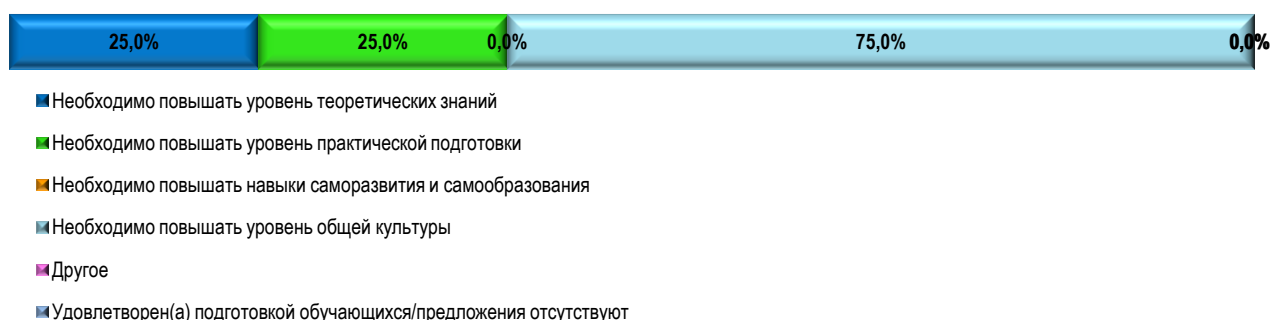 25,0% 25,0% 0,0% 75,0% 0,0%
Необходимо повышать уровень теоретических знаний
Необходимо повышать уровень практической подготовки
Необходимо повышать навыки саморазвития и самообразования
Необходимо повышать уровень общей культуры
Другое
Удовлетворен(а) подготовкой обучающихся/предложения отсутствуют